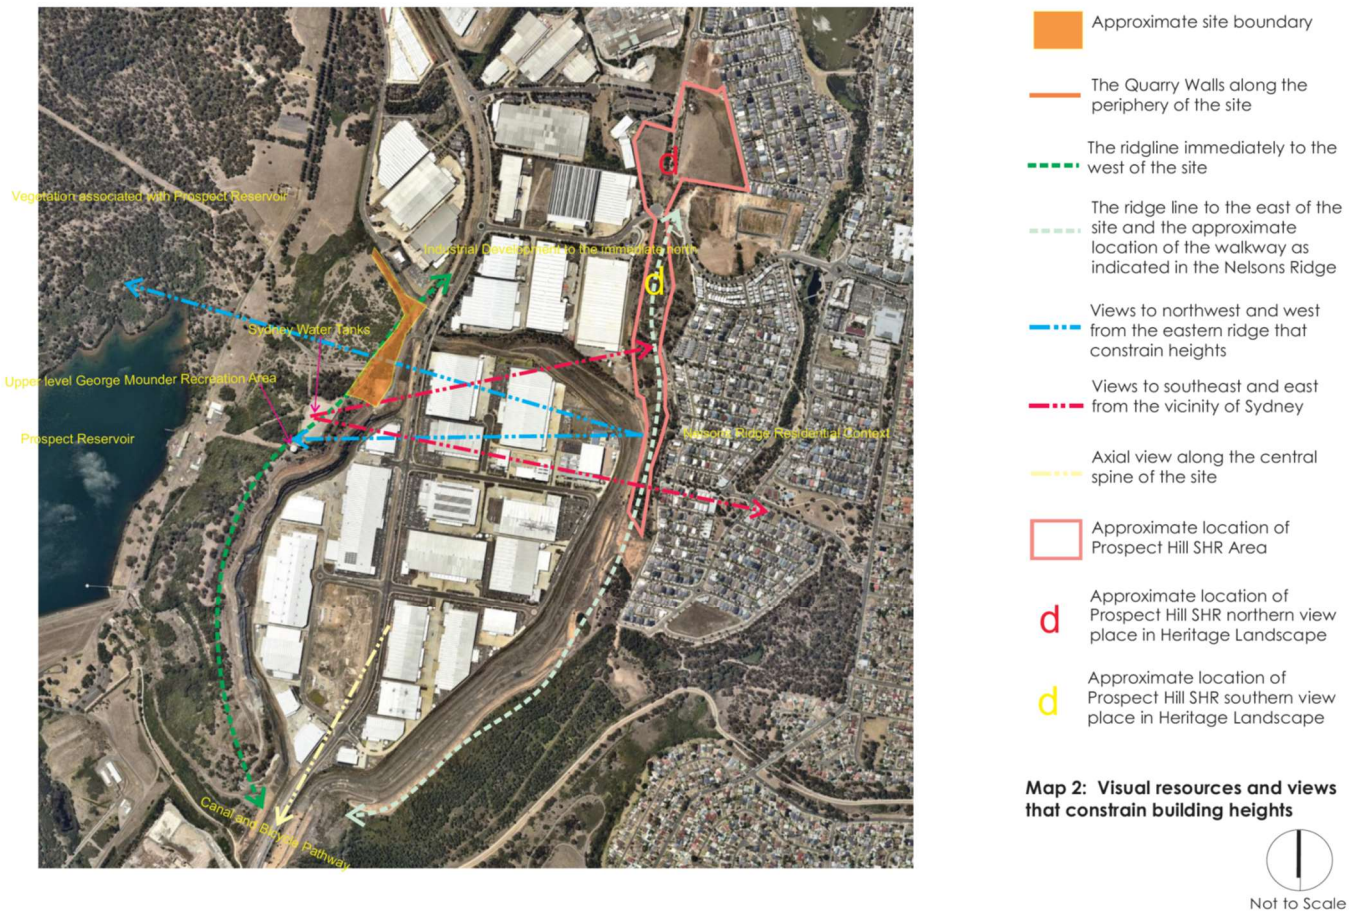 Vegetation associated with Prospect Reservoir
Industrial Development to the immediate north
Sydney Water Tanks
Upper level George Mounder Recreation Area
Prospect Reservoir
Nelsons Ridge Residential Context
Canal and Bicycle Pathway
d
d
Approximate site boundary
The Quarry Walls along the
periphery of the site
The ridgline immediately to the
west of the site
The ridge line to the east of the
site and the approximate
location of the walkway as
indicated in the Nelsons Ridge
Views to northwest and west
from the eastern ridge that
constrain heights
Views to southeast and east
from the vicinity of Sydney
Axial view along the central
spine of the site
Approximate location of
Prospect Hill SHR Area
d
Approximate location of
Prospect Hill SHR northern view
place in Heritage Landscape
d
Approximate location of
Prospect Hill SHR southern view
place in Heritage Landscape
Map 2: Visual resources and views
that constrain building heights
Not to Scale